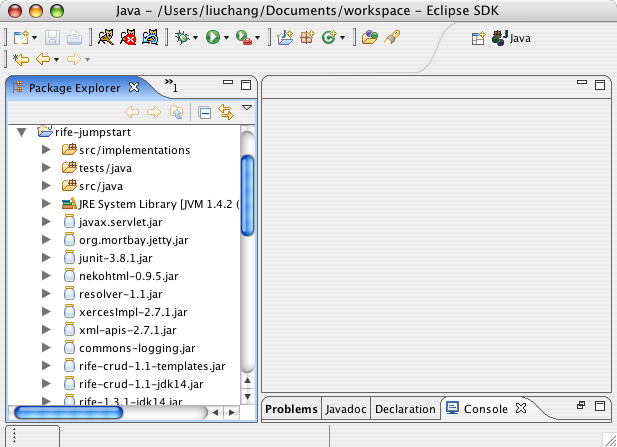 Java – /Users/liuchang/Documents/workspace – Eclipse SDK
Java
Package Explorer
»1
rife-jumpstart
src/implementations
tests/java
src/java
JRE System Library [JVM 1.4.2 (
javax.servlet.jar
org.mortbay.jetty.jar
junit-3.8.1.jar
nekohtml-0.9.5.jar
resolver-1.1.jar
xercesImpl-2.7.1.jar
xml-apis-2.7.1.jar
commons-logging.jar
rife-crud-1.1-templates.jar
rife-crud-1.1-jdk14.jar
rife-1.3.1-jdk14.jar
Problems Javadoc Declaration Console